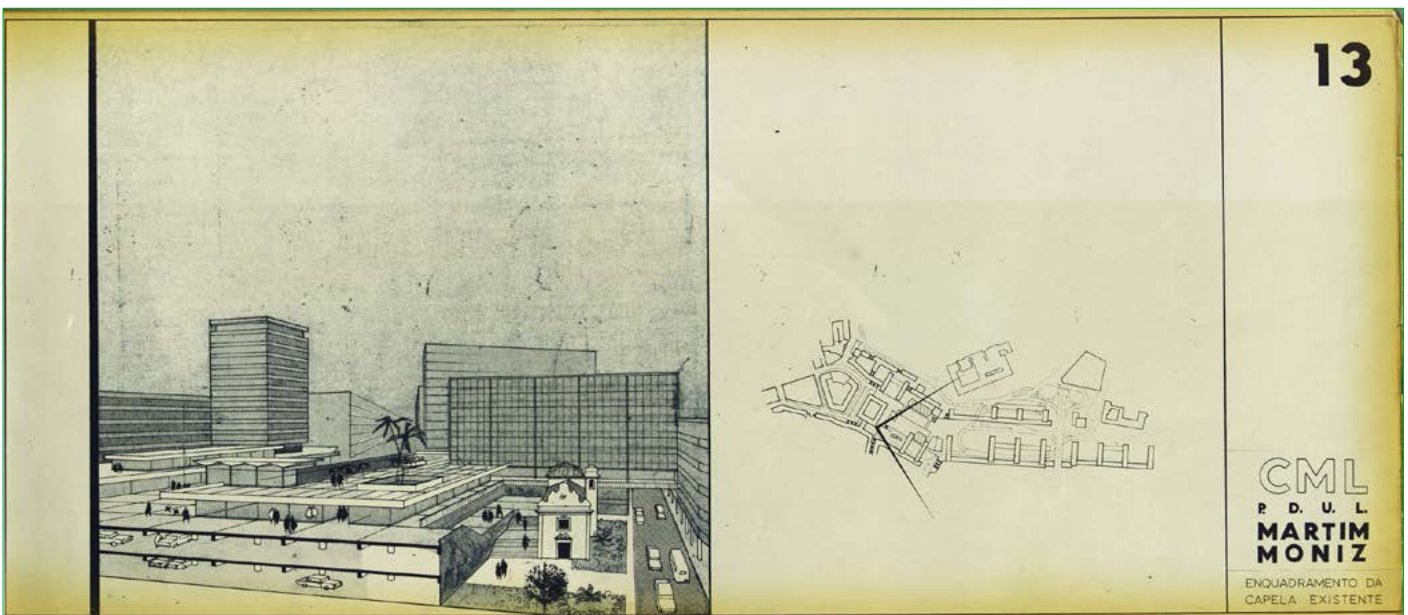 13
CML
P. D. U. L.
MARTIM
MONIZ
ENQUADRAMENTO DA
CAPELA EXISTENTE